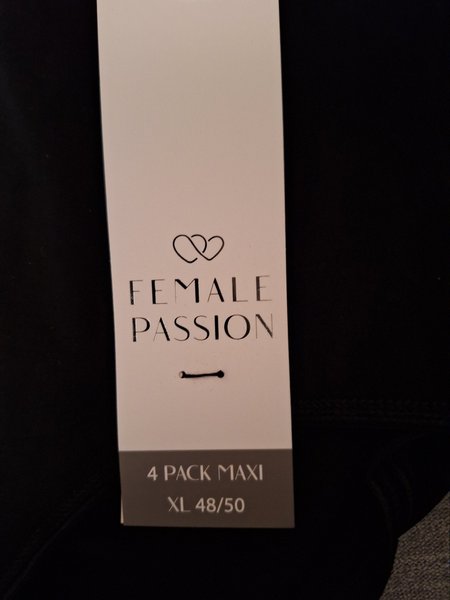 FEMALE
PASSION
4 PACK MAXI
XL 48/50